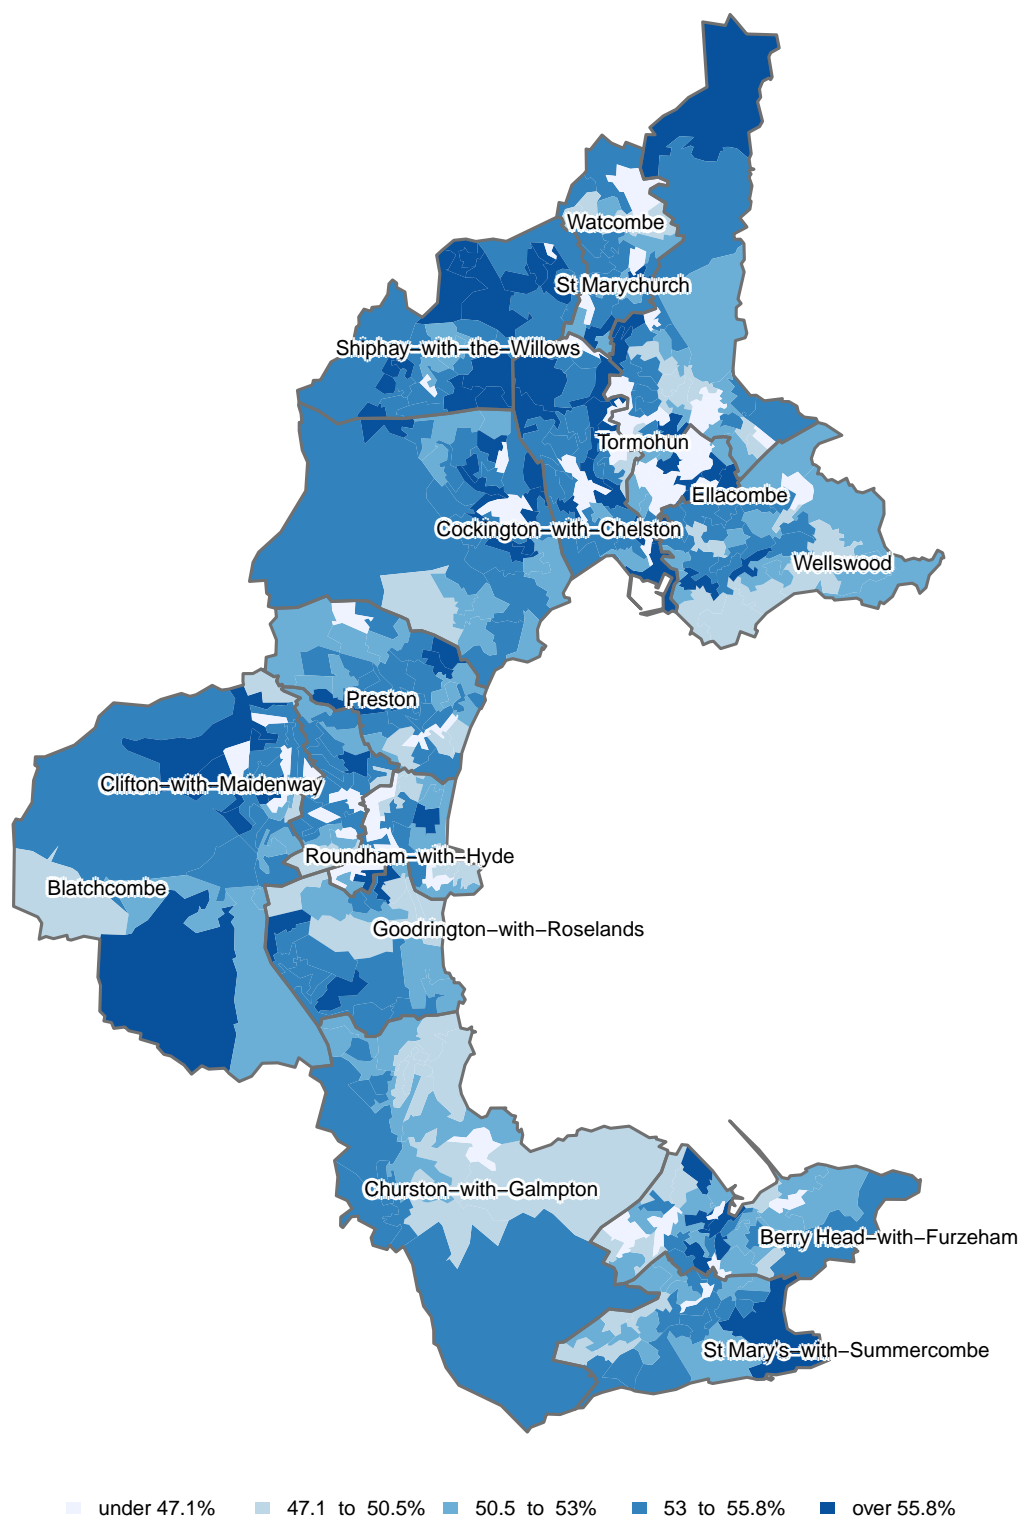 Watcombe
St Marychurch
Shiphay−with−the−Willows
Tormohun
Ellacombe
Cockington−with−Chelston
Wellswood
Preston
Clifton−with−Maidenway
Roundham−with−Hyde
Blatchcombe
Goodrington−with−Roselands
Churston−with−Galmpton
Berry Head−with−Furzeham
St Mary's−with−Summercombe
under 47.1% 47.1 to 50.5% 50.5 to 53% 53 to 55.8% over 55.8%